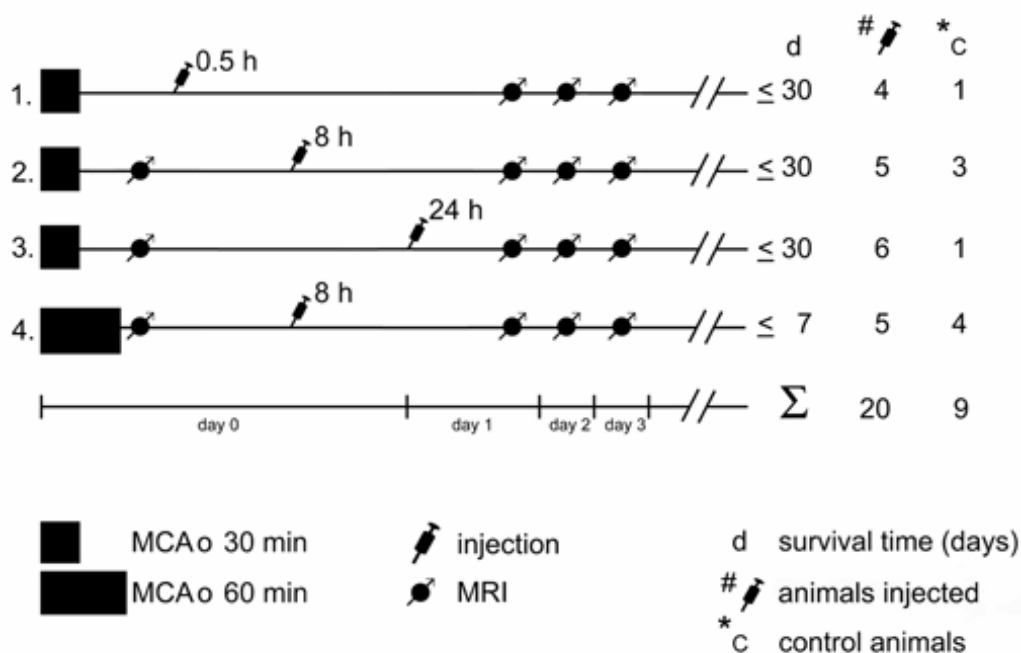 d # *C
0.5 h
1. ≤ 30 4 1
8 h
2. ≤ 30 5 3
24 h
3. ≤ 30 6 1
8 h
4. ≤ 7 5 4
Σ 20 9
day 0 day 1 day 2 day 3
MCAo 30 min injection d survival time (days)
MCAo 60 min MRI # animals injected
*C control animals